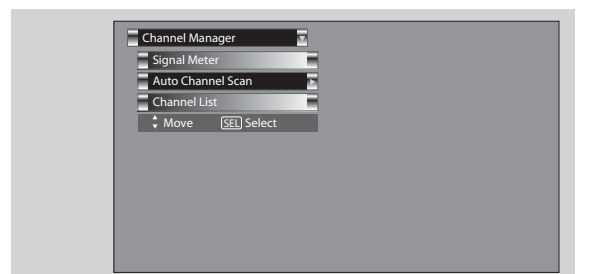 Channel Manager
Signal Meter
Auto Channel Scan
Channel List
Move SEL Select